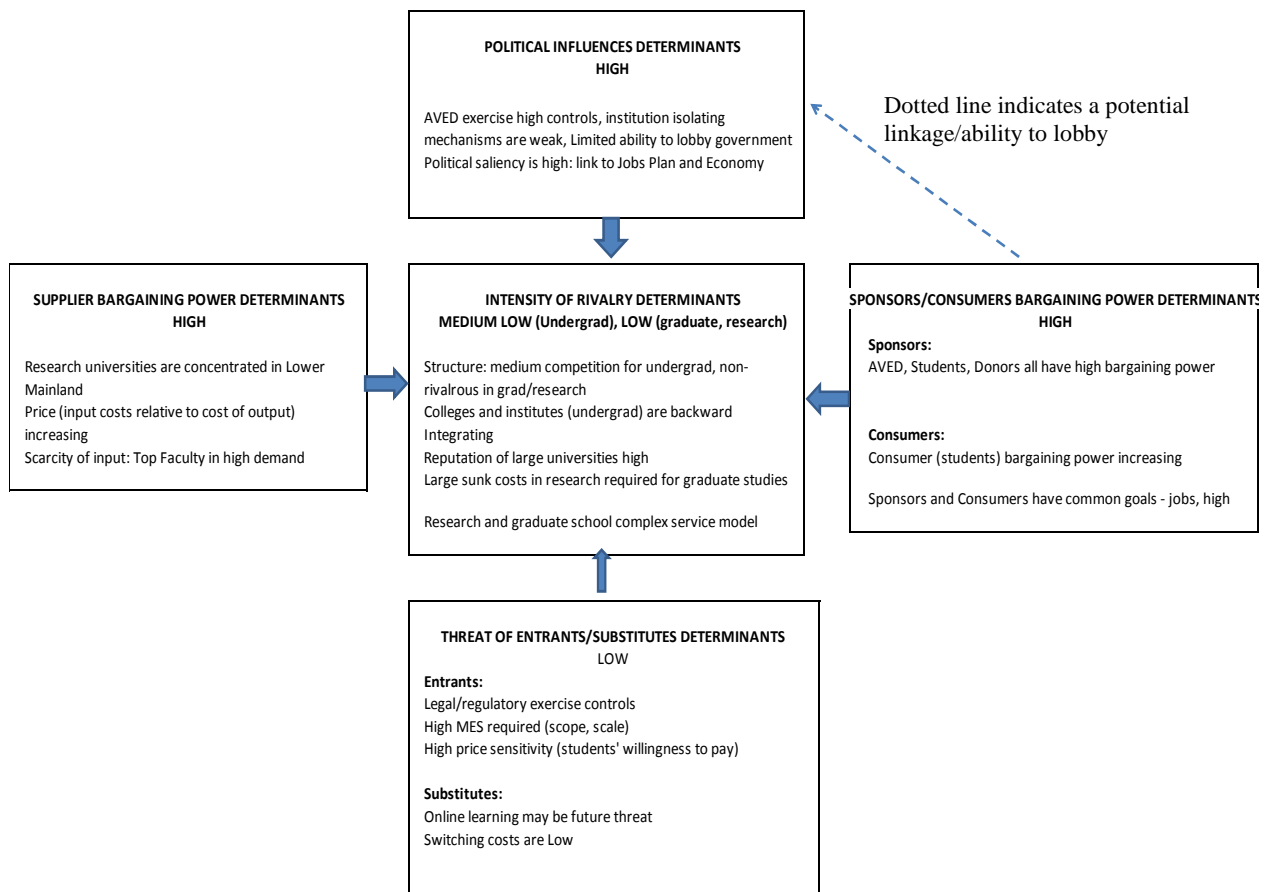 POLITICAL INFLUENCES DETERMINANTS
HIGH
AVED exercise high controls, institution isolating
mechanisms are weak, Limited ability to lobby government
Political saliency is high: link to Jobs Plan and Economy
Dotted line indicates a potential
linkage/ability to lobby
SUPPLIER BARGAINING POWER DETERMINANTS
HIGH
Research universities are concentrated in Lower
Mainland
Price (input costs relative to cost of output)
increasing
Scarcity of input: Top Faculty in high demand
INTENSITY OF RIVALRY DETERMINANTS
MEDIUM LOW (Undergrad), LOW (graduate, research)
Structure: medium competition for undergrad, non-
rivalrous in grad/research
Colleges and institutes (undergrad) are backward
Integrating
Reputation of large universities high
Large sunk costs in research required for graduate studies
Research and graduate school complex service model
SPONSORS/CONSUMERS BARGAINING POWER DETERMINANTS
HIGH
Sponsors:
AVED, Students, Donors all have high bargaining power
Consumers:
Consumer (students) bargaining power increasing
Sponsors and Consumers have common goals - jobs, high
THREAT OF ENTRANTS/SUBSTITUTES DETERMINANTS
LOW
Entrants:
Legal/regulatory exercise controls
High MES required (scope, scale)
High price sensitivity (students' willingness to pay)
Substitutes:
Online learning may be future threat
Switching costs are Low